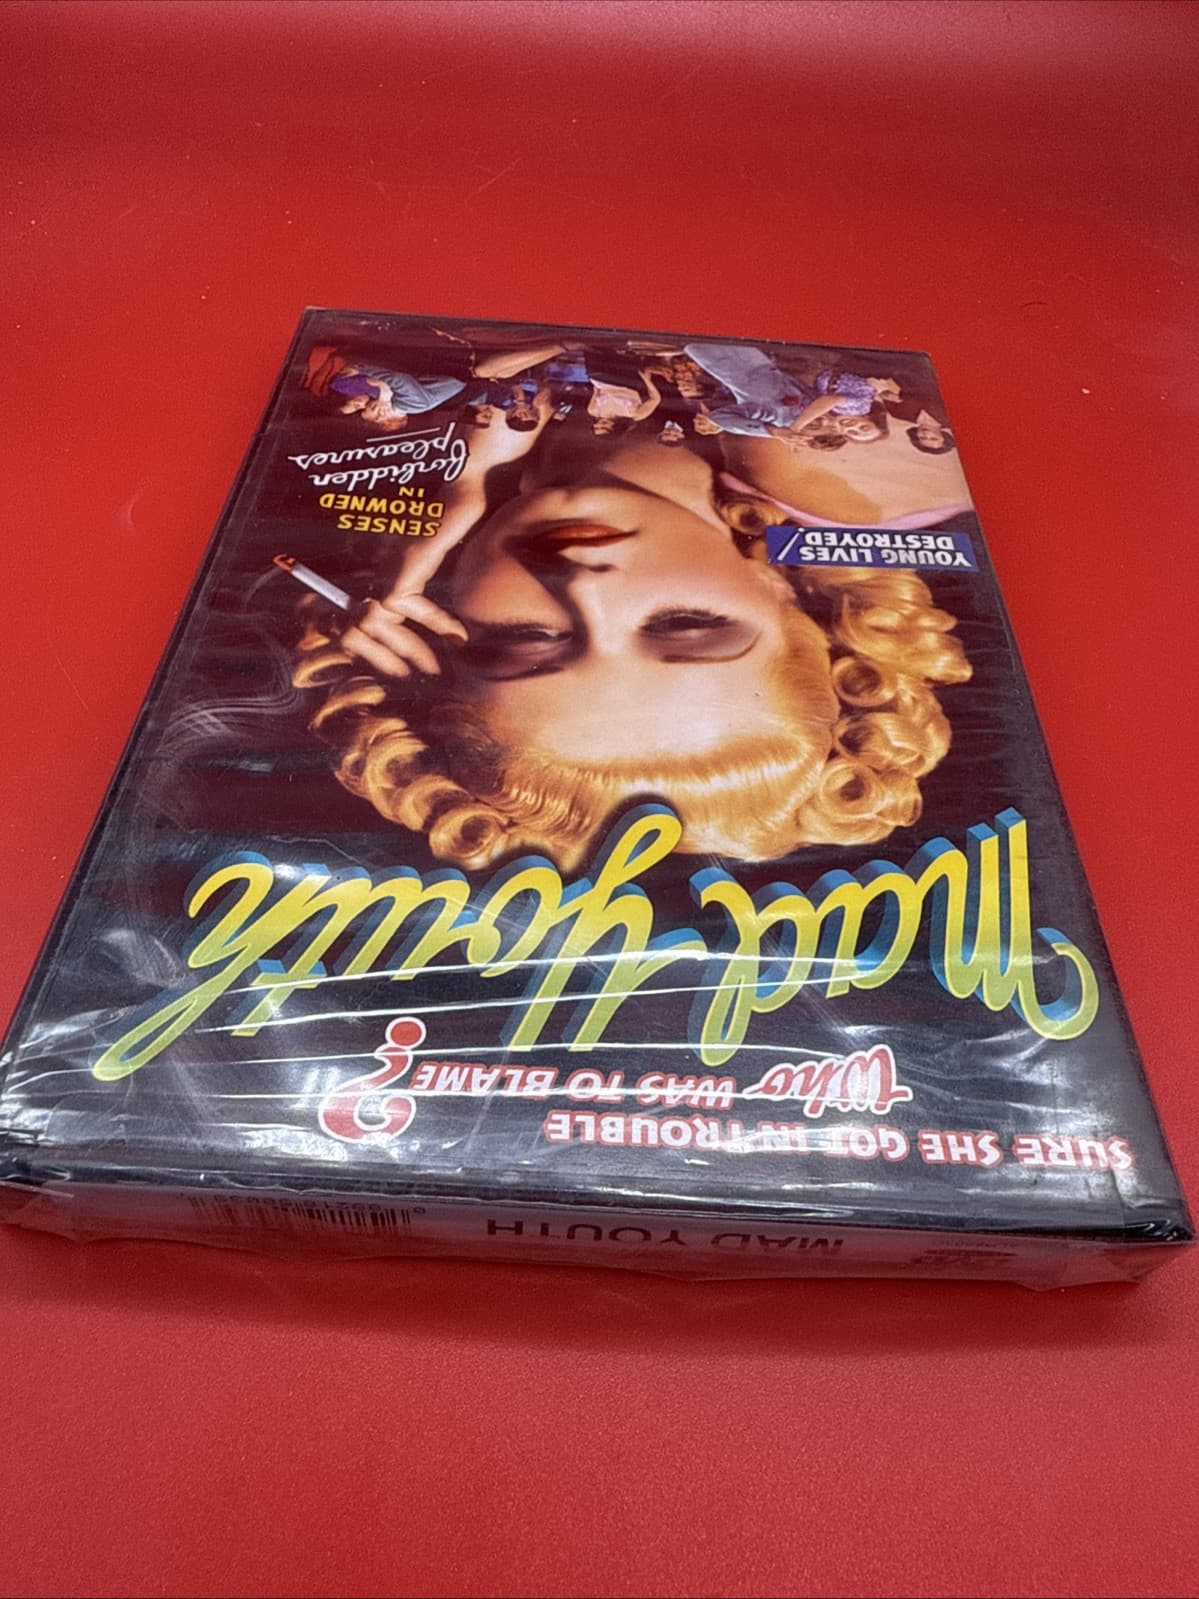 SURE SHE GOT IN TROUBLE
Who WAS TO BLAME ?
Mad Youth
YOUNG LIVES
DESTROYED!
SENSES
DROWNED
IN
forbidden
pleasures
MAD YOUTH